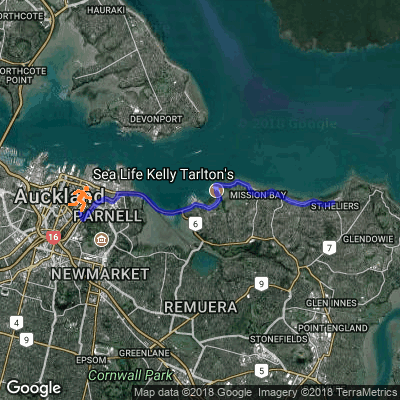 HAURAKI
NORTHCOTE
NORTHCOTE
POINT
DEVONPORT
2018 Google
Sea Life Kelly Tarlton's
Auckland
MISSION BAY
ST HELIERS
PARNELL
6
7
16
GLENDOWIE
NEWMARKET
9
REMUERA
GLEN INNES
4
POINT ENGLAND
9
STONEFIELDS
GREENLANE
EPSOM
5
Cornwall Park
Google
Map data ©2018 Google Imagery ©2018 TerraMetrics